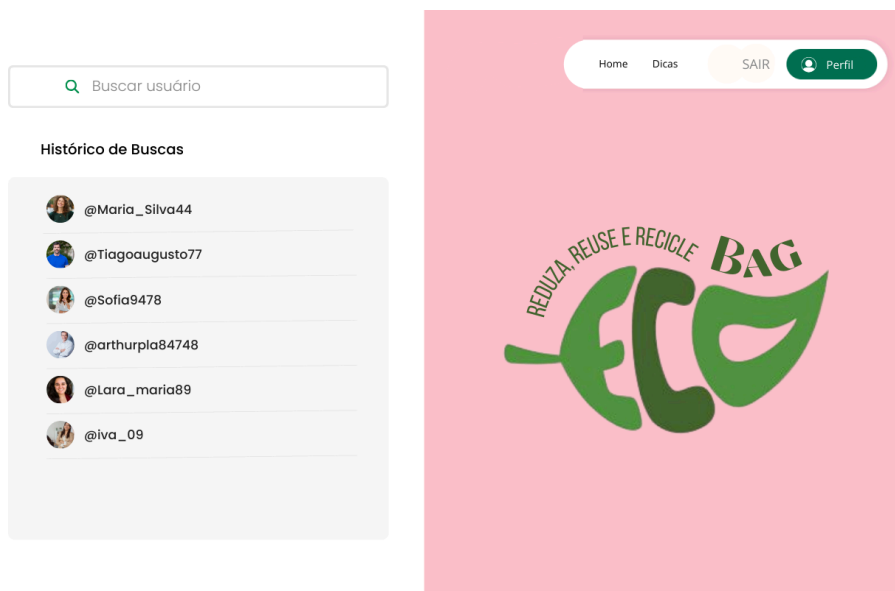 Buscar usuário
Histórico de Buscas
@Maria_Silva44
@Tiagoaugusto77
@Sofia9478
@arthurpla84748
@Lara_maria89
@iva_09
Home Dicas SAIR Perfil
REDUZA, REUSE E RECICLE BAG
ECO